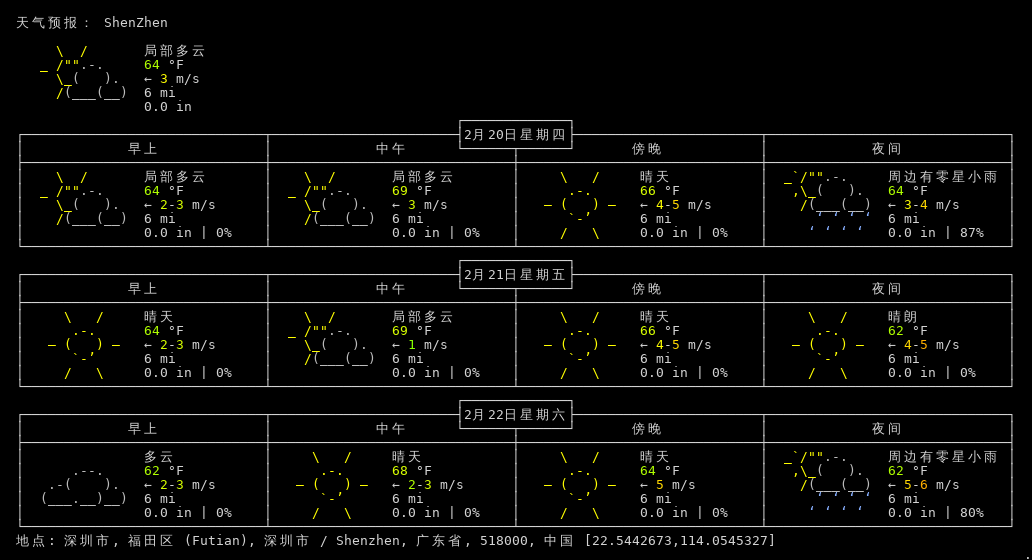 天气预报： ShenZhen
局部多云
64 °F
← 3 m/s
6 mi
0.0 in
2月20日星期四
早上 中午 傍晚 夜间
局部多云 局部多云 晴天 周边有零星小雨
64 °F 69 °F 66 °F 64 °F
← 2-3 m/s ← 3 m/s ← 4-5 m/s ← 3-4 m/s
6 mi 6 mi 6 mi 6 mi
0.0 in | 0% 0.0 in | 0% 0.0 in | 0% 0.0 in | 87%
2月21日星期五
早上 中午 傍晚 夜间
晴天 局部多云 晴天 晴朗
64 °F 69 °F 66 °F 62 °F
← 2-3 m/s ← 1 m/s ← 4-5 m/s ← 4-5 m/s
6 mi 6 mi 6 mi 6 mi
0.0 in | 0% 0.0 in | 0% 0.0 in | 0% 0.0 in | 0%
2月22日星期六
早上 中午 傍晚 夜间
多云 晴天 晴天 周边有零星小雨
62 °F 68 °F 64 °F 62 °F
← 2-3 m/s ← 2-3 m/s ← 5 m/s ← 5-6 m/s
6 mi 6 mi 6 mi 6 mi
0.0 in | 0% 0.0 in | 0% 0.0 in | 0% 0.0 in | 80%
地点: 深圳市, 福田区 (Futian), 深圳市 / Shenzhen, 广东省, 518000, 中国 [22.5442673,114.0545327]